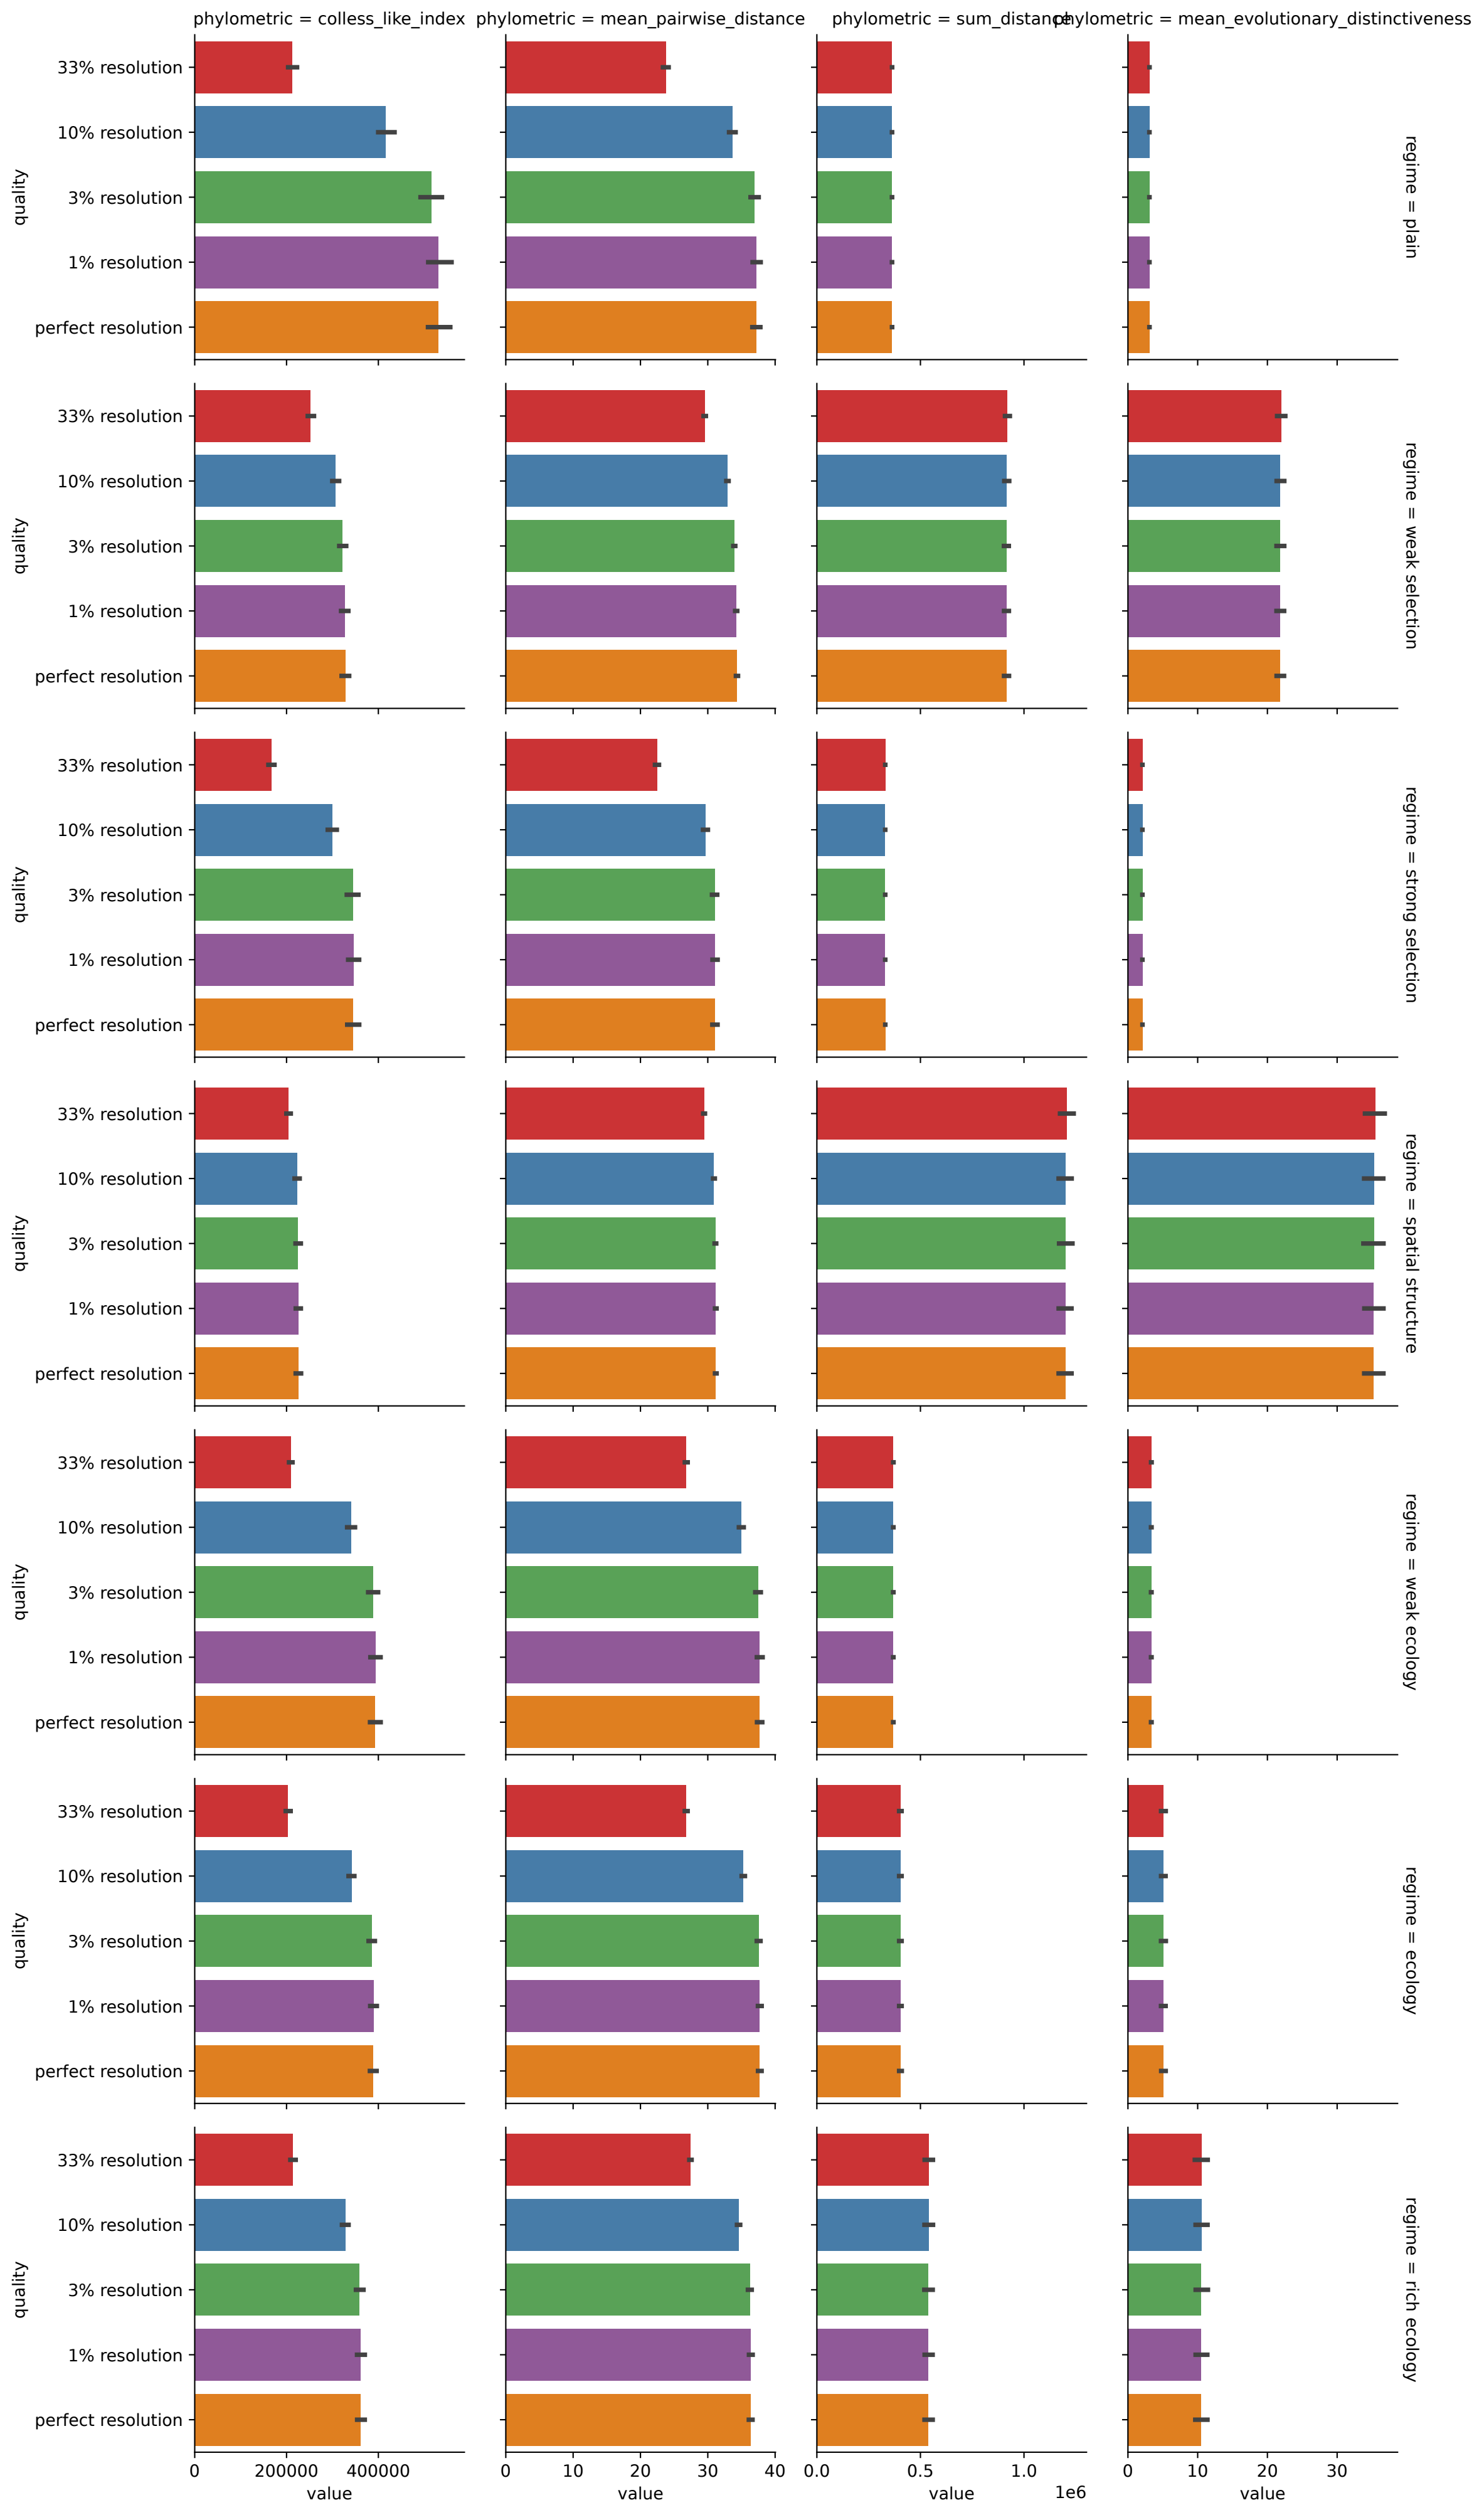 phylometric = colless_like_index
phylometric = mean_pairwise_distance
phylometric = sum_distance
phylometric = mean_evolutionary_distinctiveness
quality
33% resolution
10% resolution
3% resolution
1% resolution
perfect resolution
regime = plain
quality
33% resolution
10% resolution
3% resolution
1% resolution
perfect resolution
regime = weak selection
quality
33% resolution
10% resolution
3% resolution
1% resolution
perfect resolution
regime = strong selection
quality
33% resolution
10% resolution
3% resolution
1% resolution
perfect resolution
regime = spatial structure
quality
33% resolution
10% resolution
3% resolution
1% resolution
perfect resolution
regime = weak ecology
quality
33% resolution
10% resolution
3% resolution
1% resolution
perfect resolution
regime = ecology
quality
33% resolution
10% resolution
3% resolution
1% resolution
perfect resolution
regime = rich ecology
0 200000 400000
value
0 10 20 30 40
value
0.0 0.5 1.0
1e6
value
0 10 20 30
value